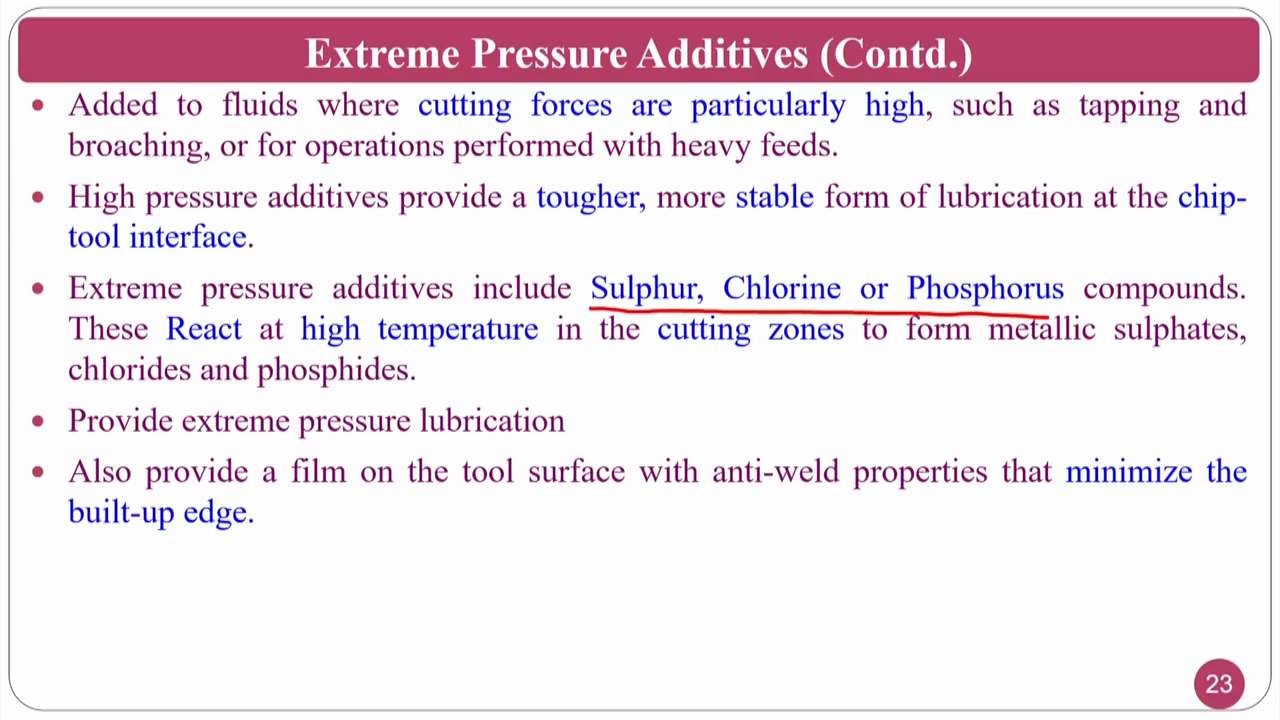 Extreme Pressure Additives (Contd.)
• Added to fluids where cutting forces are particularly high, such as tapping and
broaching, or for operations performed with heavy feeds.
• High pressure additives provide a tougher, more stable form of lubrication at the chip-
tool interface.
• Extreme pressure additives include Sulphur, Chlorine or Phosphorus compounds.
These React at high temperature in the cutting zones to form metallic sulphates,
chlorides and phosphides.
• Provide extreme pressure lubrication
• Also provide a film on the tool surface with anti-weld properties that minimize the
built-up edge.
23